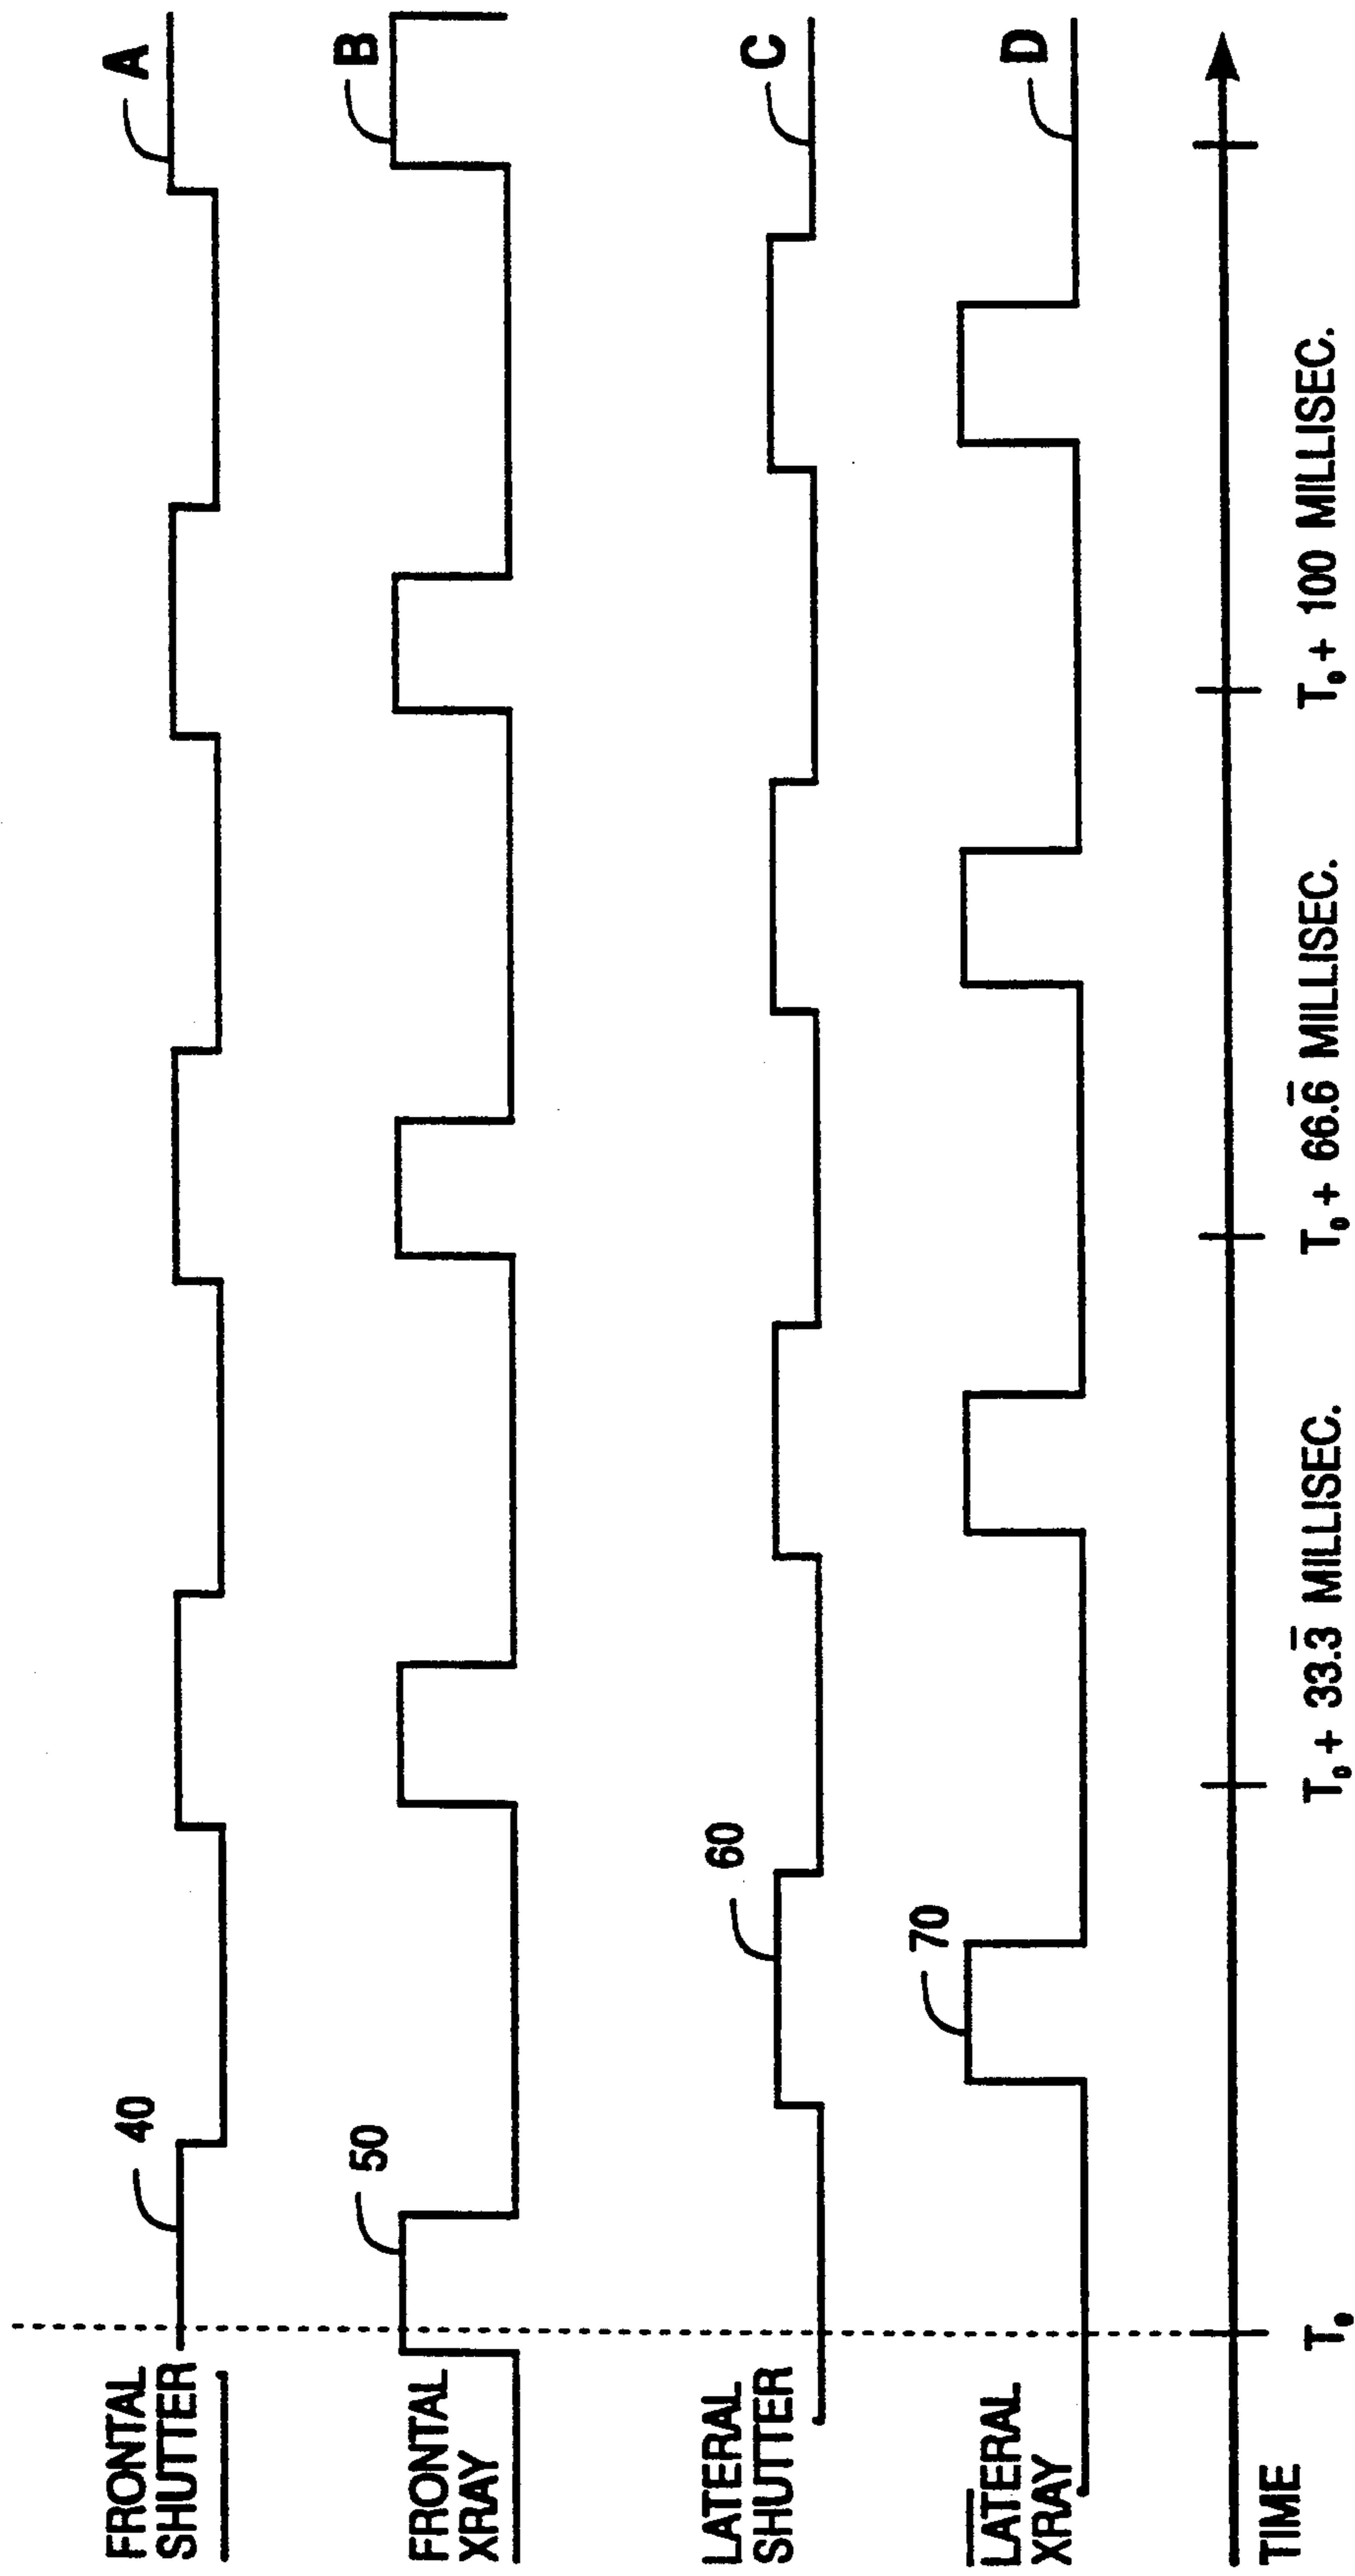 FRONTAL
SHUTTER
40
A
FRONTAL
XRAY
50
B
LATERAL
SHUTTER
60
C
LATERAL
XRAY
70
D
TIME
T₀
T₀ + 33.3̅ MILLISEC.
T₀ + 66.6̅ MILLISEC.
T₀ + 100 MILLISEC.